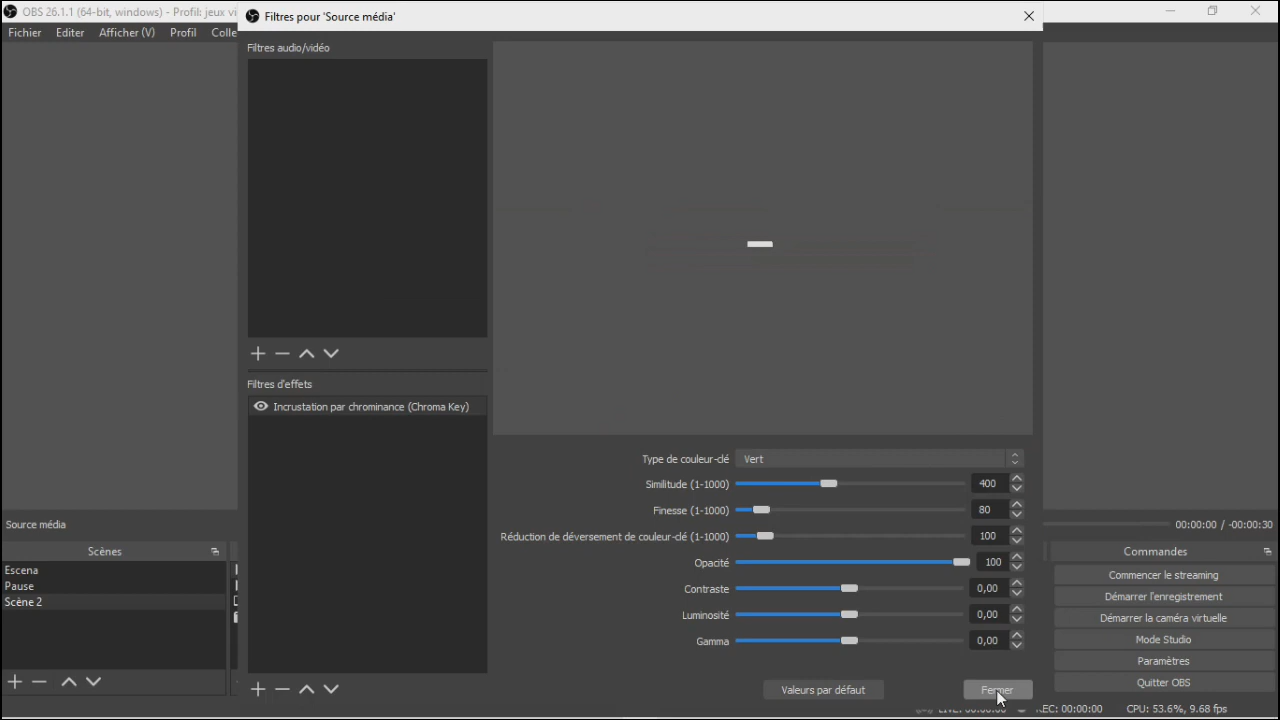 OBS 26.1.1 (64-bit, windows) - Profil: jeux vi
Filtres pour 'Source média'
Fichier Editer Afficher (V) Profil Colle
Filtres audio/vidéo
Filtres d'effets
Incrustation par chrominance (Chroma Key)
Type de couleur-clé Vert
Similitude (1-1000) 400
Finesse (1-1000) 80
Réduction de déversement de couleur-clé (1-1000) 100
Opacité 100
Contraste 0,00
Luminosité 0,00
Gamma 0,00
Valeurs par défaut Fermer
Source média
00:00:00 / -00:00:30
Scènes
Escena
Pause
Scène 2
Commandes
Commencer le streaming
Démarrer l'enregistrement
Démarrer la caméra virtuelle
Mode Studio
Paramètres
Quitter OBS
LIVE: 00:00:00 REC: 00:00:00 CPU: 53.6%, 9.68 fps